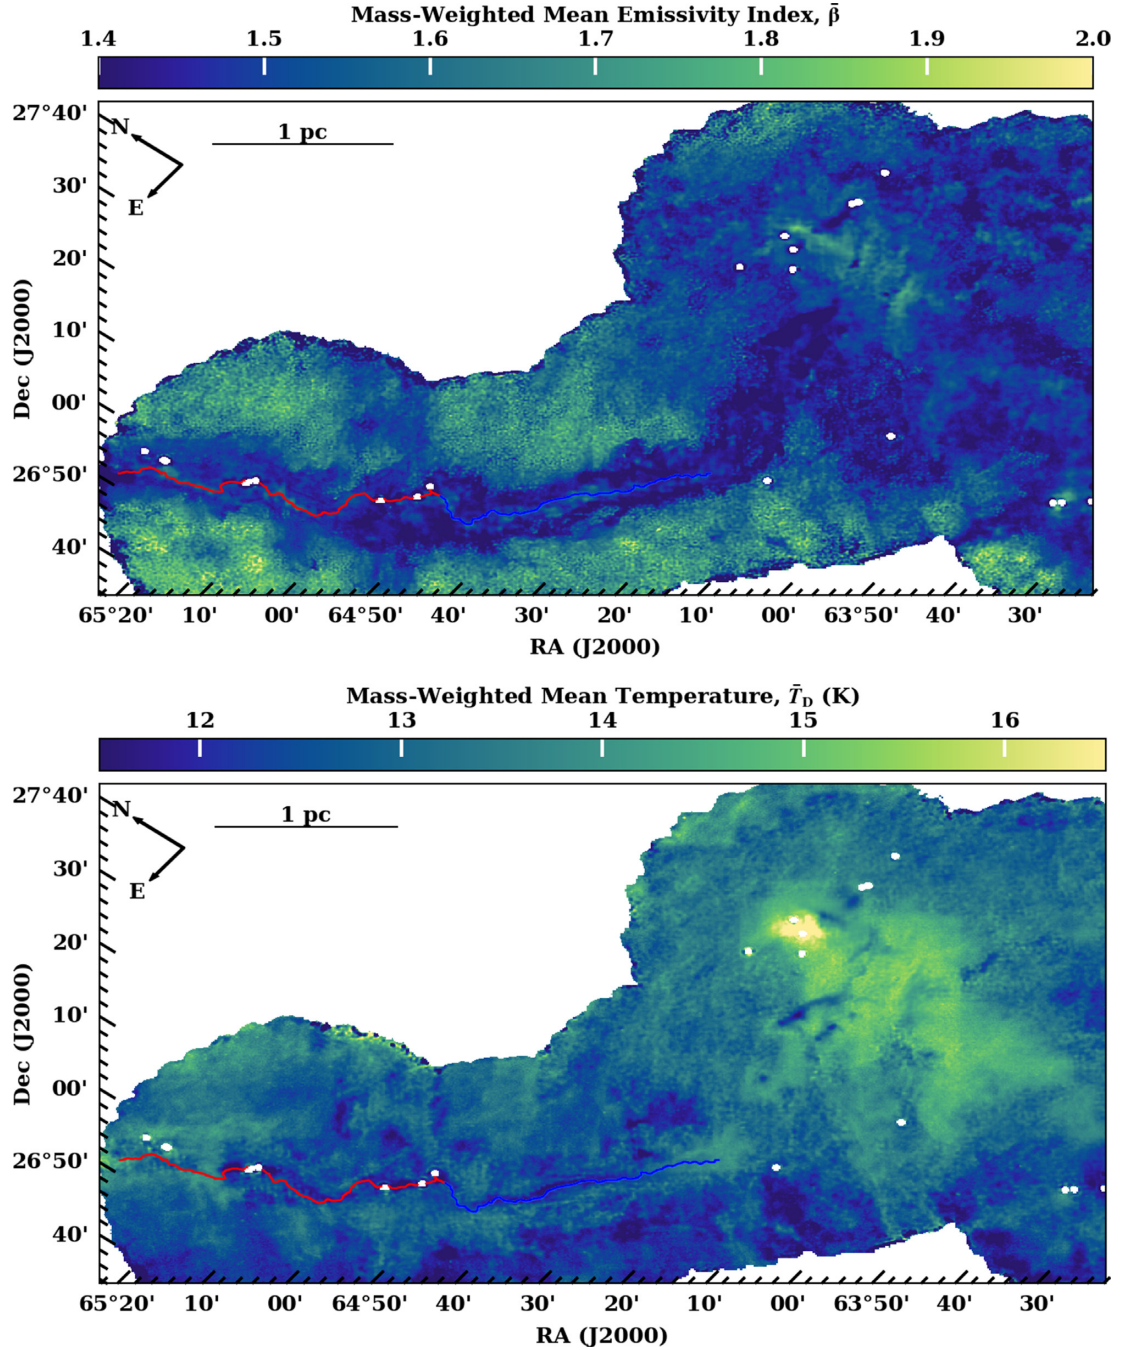 Mass-Weighted Mean Emissivity Index, β̄
1.4 1.5 1.6 1.7 1.8 1.9 2.0
27°40'
N
1 pc
30'
E
20'
Dec (J2000)
10'
00'
26°50'
40'
65°20' 10' 00' 64°50' 40' 30' 20' 10' 00' 63°50' 40' 30'
RA (J2000)
Mass-Weighted Mean Temperature, T̄_D (K)
12 13 14 15 16
27°40'
N
1 pc
30'
E
20'
Dec (J2000)
10'
00'
26°50'
40'
65°20' 10' 00' 64°50' 40' 30' 20' 10' 00' 63°50' 40' 30'
RA (J2000)